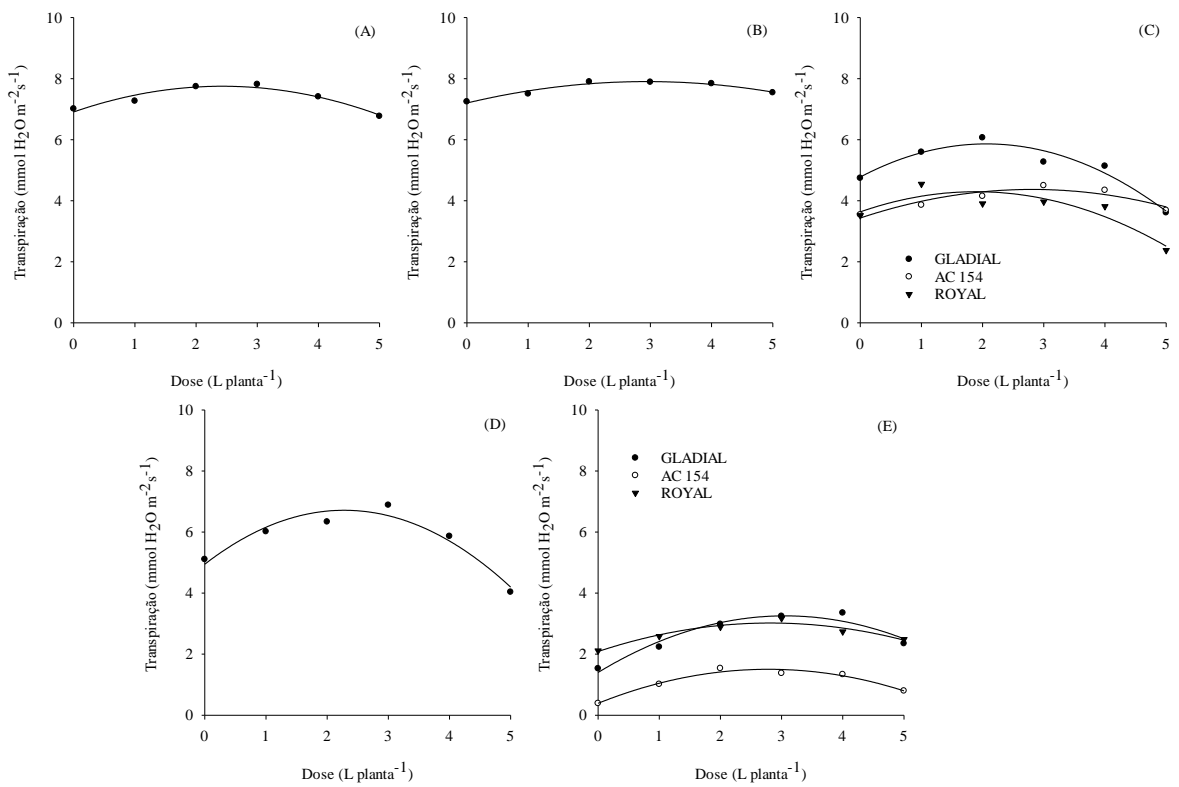 (A)
Transpiração (mmol H2O m-2s-1)
10
8
6
4
2
0
0 1 2 3 4 5
Dose (L planta-1)
(B)
Transpiração (mmol H2O m-2s-1)
10
8
6
4
2
0
0 1 2 3 4 5
Dose (L planta-1)
(C)
Transpiração (mmol H2O m-2s-1)
10
8
6
4
2
0
GLADIAL
AC 154
ROYAL
0 1 2 3 4 5
Dose (L planta-1)
(D)
Transpiração (mmol H2O m-2s-1)
10
8
6
4
2
0
0 1 2 3 4 5
Dose (L planta-1)
(E)
Transpiração (mmol H2O m-2s-1)
10
8
6
4
2
0
GLADIAL
AC 154
ROYAL
0 1 2 3 4 5
Dose (L planta-1)